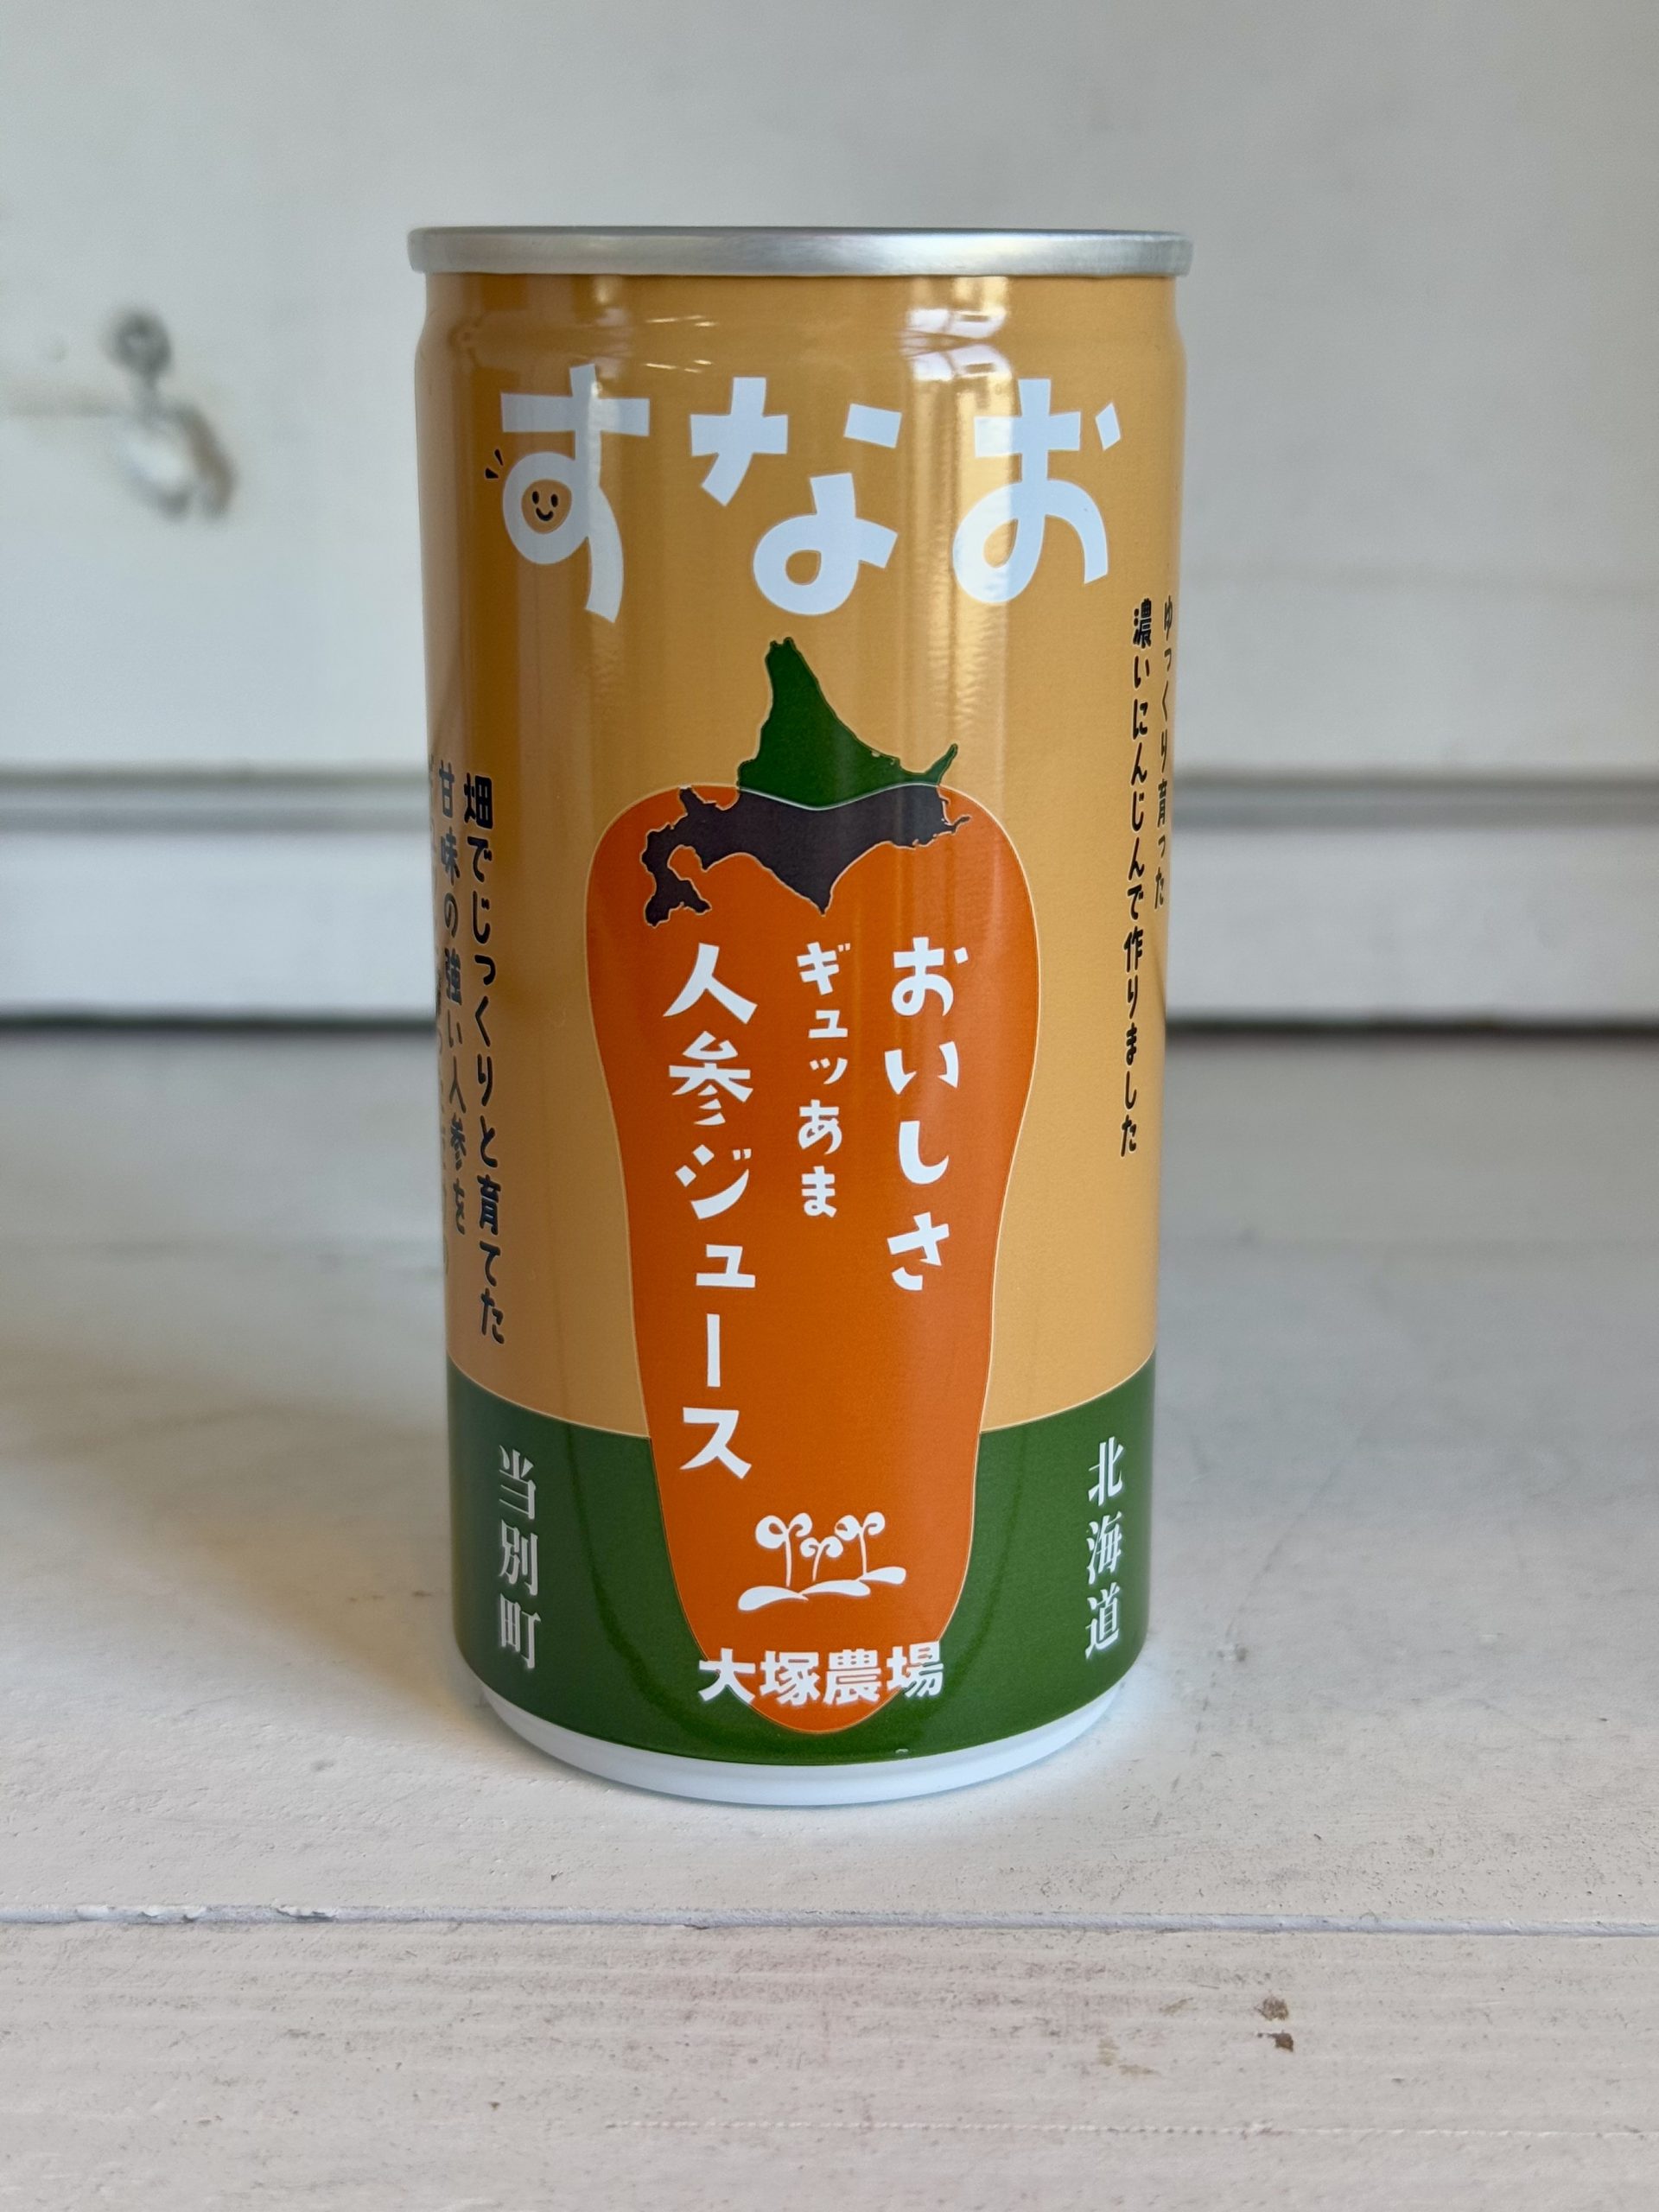 すなお
ゆっくり育った
濃いにんじんで作りました
おいしさ
ギュッあま
人参ジュース
畑でじっくりと育てた
甘味の強い人参を
北海道
当別町
大塚農場